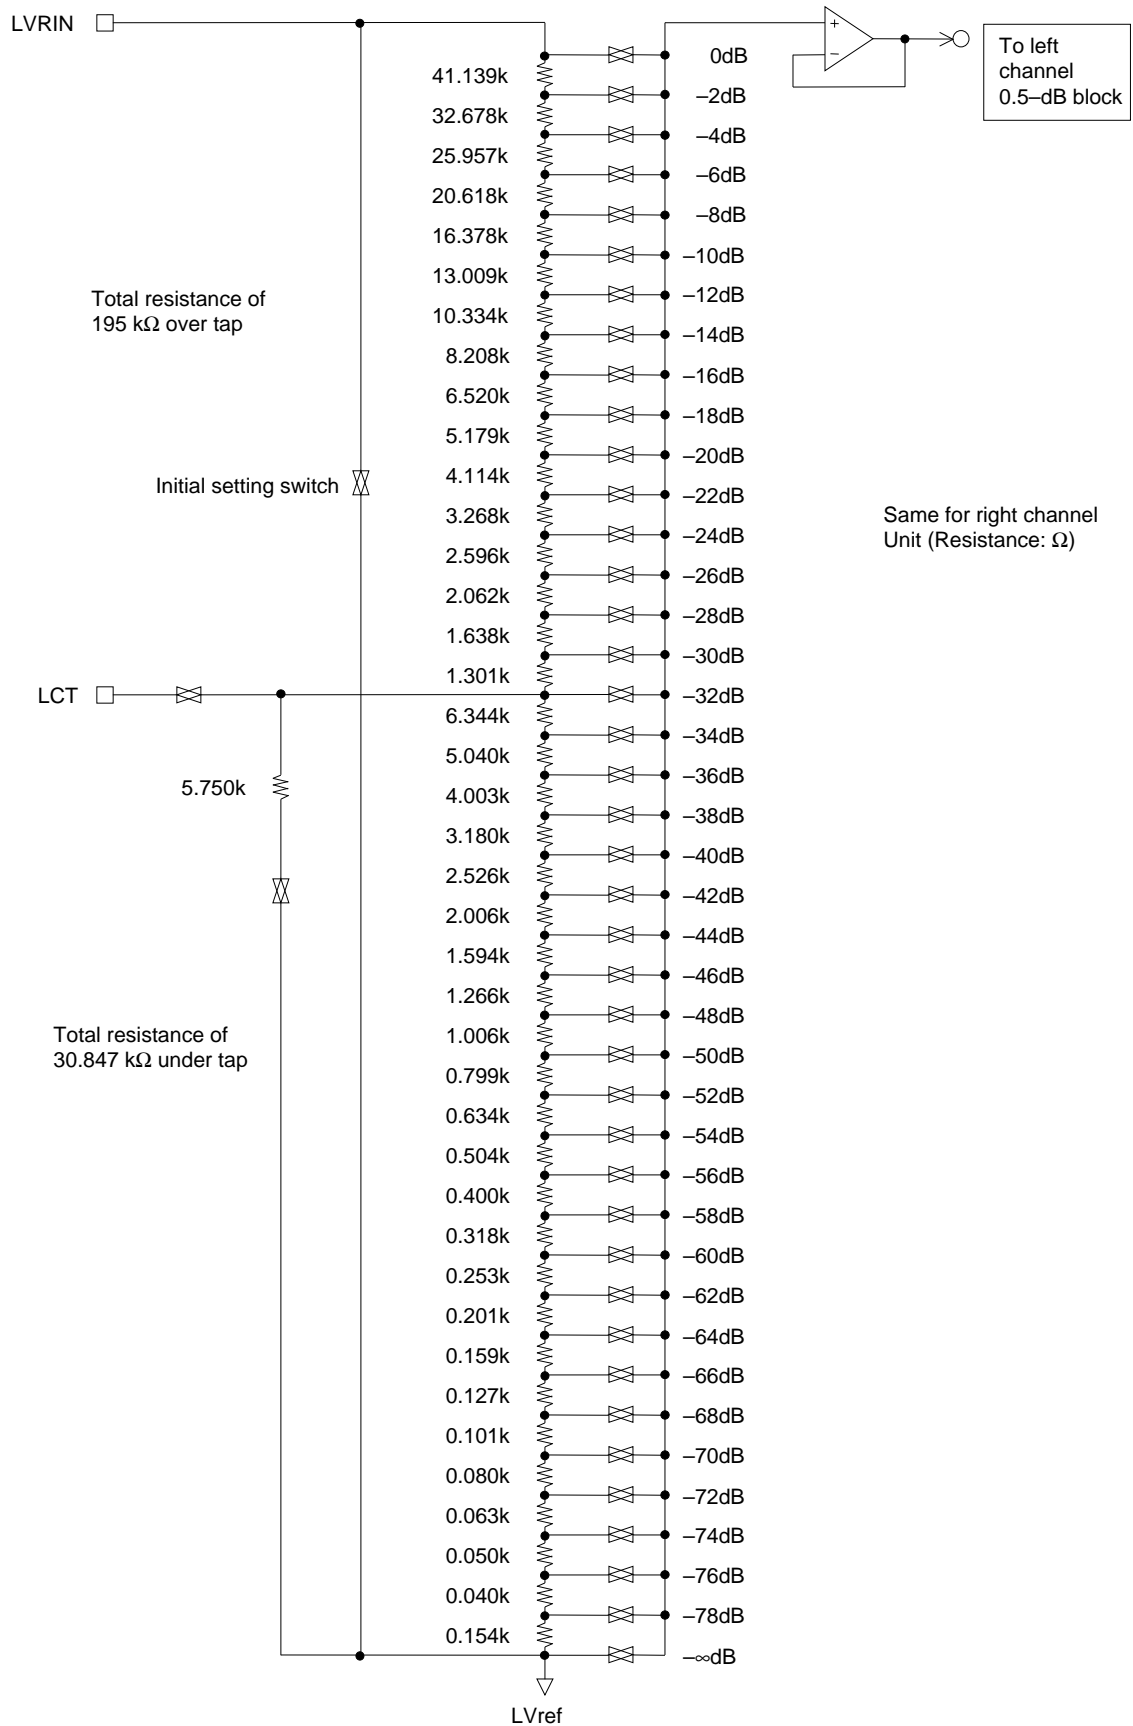 LVRIN
0dB
To left
channel
0.5–dB block
41.139k
–2dB
32.678k
–4dB
25.957k
–6dB
20.618k
–8dB
16.378k
–10dB
13.009k
Total resistance of
195 kΩ over tap
–12dB
10.334k
–14dB
8.208k
–16dB
6.520k
–18dB
5.179k
–20dB
4.114k
Initial setting switch
–22dB
3.268k
Same for right channel
Unit (Resistance: Ω)
–24dB
2.596k
–26dB
2.062k
–28dB
1.638k
–30dB
1.301k
LCT
–32dB
6.344k
–34dB
5.040k
–36dB
5.750k
4.003k
–38dB
3.180k
–40dB
2.526k
–42dB
2.006k
–44dB
1.594k
–46dB
1.266k
–48dB
Total resistance of
30.847 kΩ under tap
1.006k
–50dB
0.799k
–52dB
0.634k
–54dB
0.504k
–56dB
0.400k
–58dB
0.318k
–60dB
0.253k
–62dB
0.201k
–64dB
0.159k
–66dB
0.127k
–68dB
0.101k
–70dB
0.080k
–72dB
0.063k
–74dB
0.050k
–76dB
0.040k
–78dB
0.154k
–∞dB
LVref
+
–